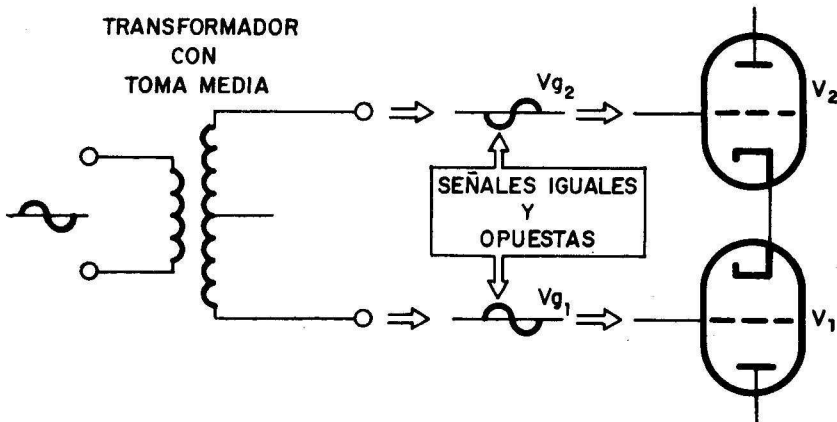 TRANSFORMADOR
CON
TOMA MEDIA
Vg2
V2
SEÑALES IGUALES
Y
OPUESTAS
Vg1
V1